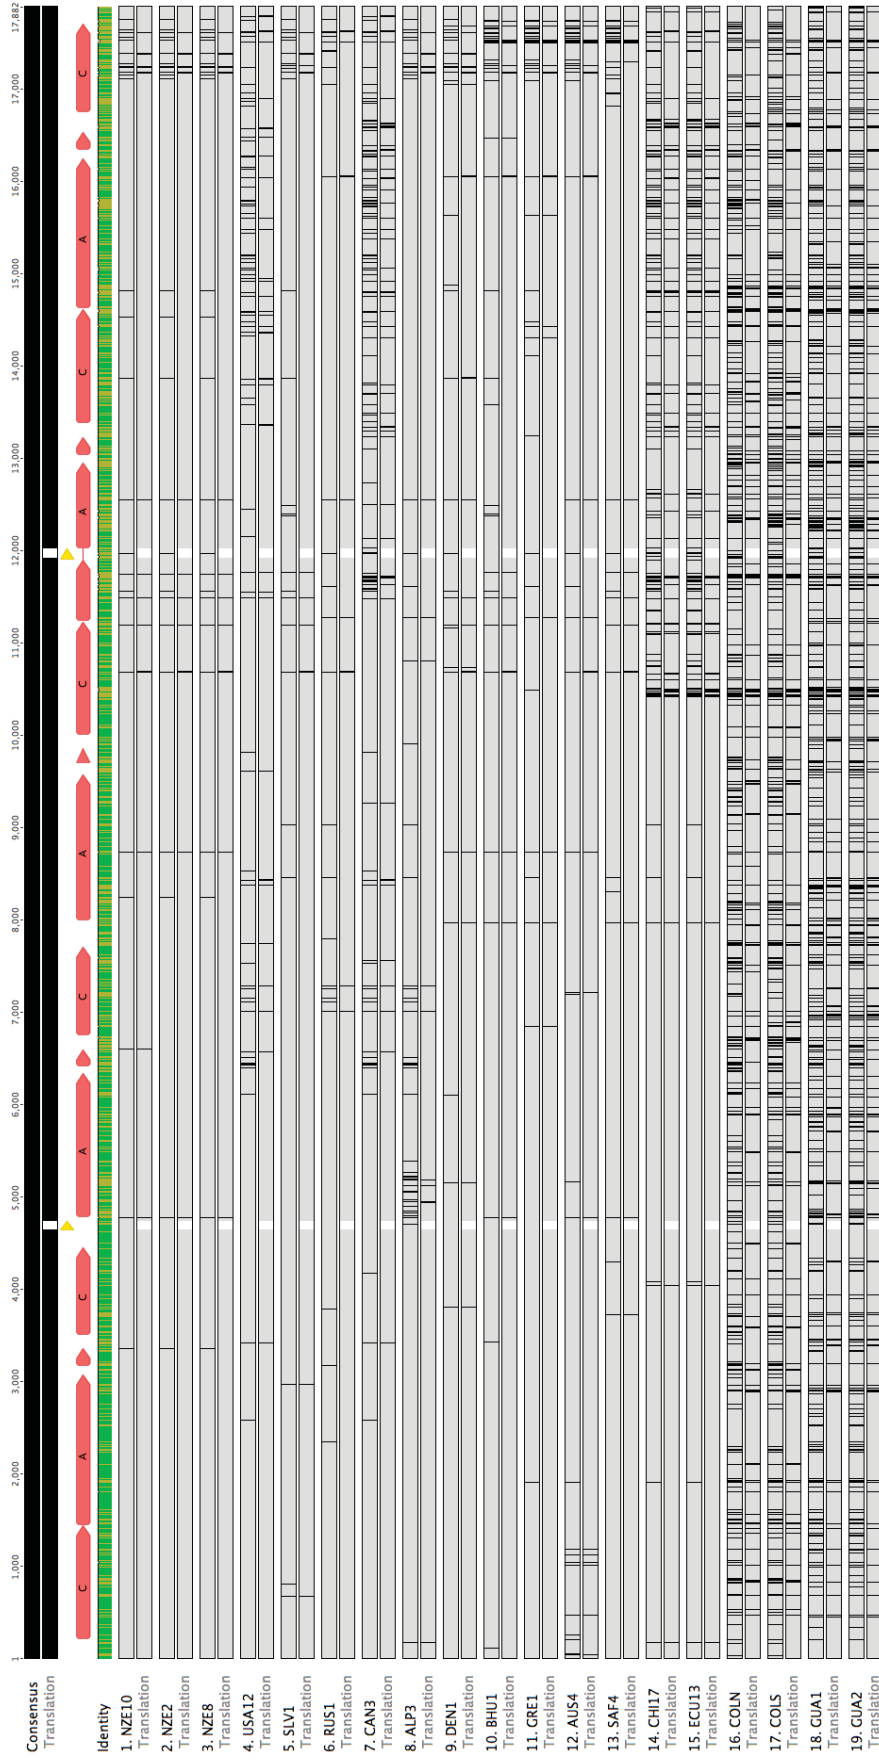 1 1,000 2,000 3,000 4,000 5,000 6,000 7,000 8,000 9,000 10,000 11,000 12,000 13,000 14,000 15,000 16,000 17,000 17,882
Consensus
Translation
C A C A C A C A C A C
Identity
1. NZE10
Translation
2. NZE2
Translation
3. NZE8
Translation
4. USA12
Translation
5. SLV1
Translation
6. RUS1
Translation
7. CAN3
Translation
8. ALP3
Translation
9. DEN1
Translation
10. BHU1
Translation
11. GRE1
Translation
12. AUS4
Translation
13. SAF4
Translation
14. CHI17
Translation
15. ECU13
Translation
16. COLN
Translation
17. COLS
Translation
18. GUA1
Translation
19. GUA2
Translation